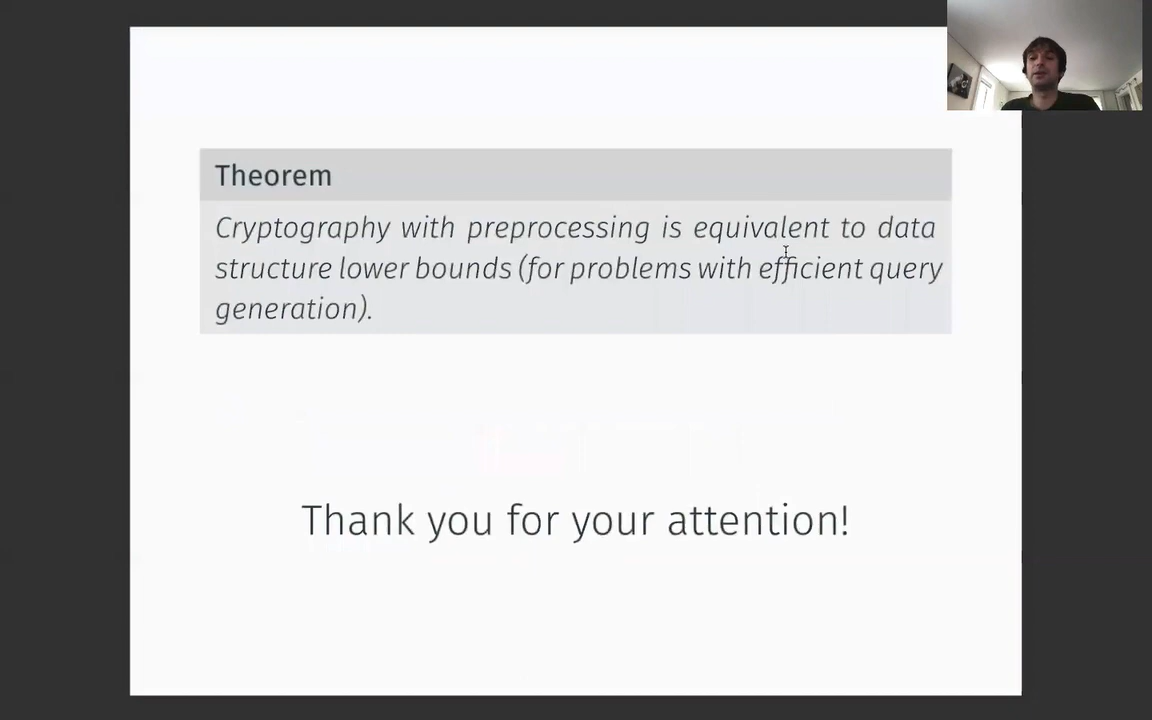 Theorem
Cryptography with preprocessing is equivalent to data
structure lower bounds (for problems with efficient query
generation).
Thank you for your attention!